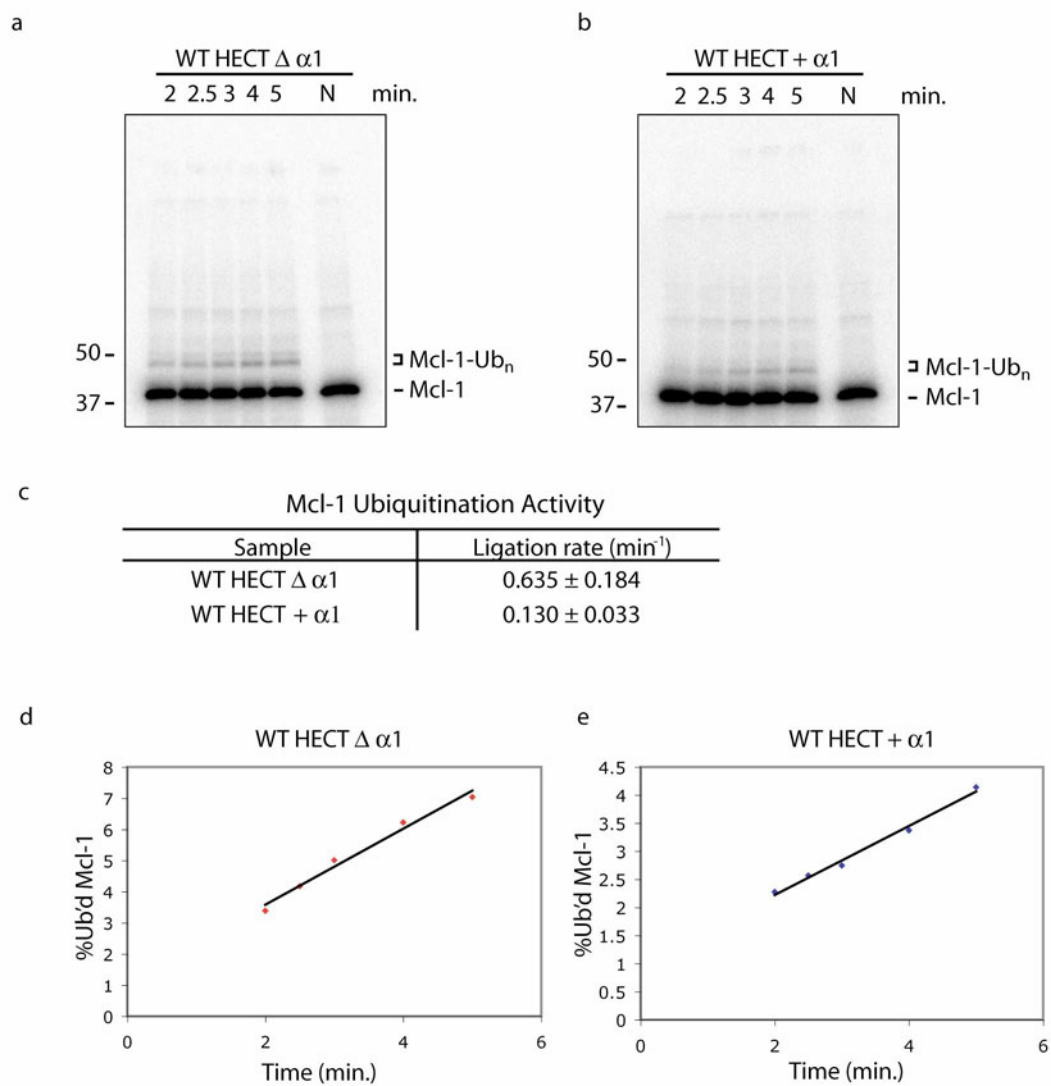 a
WT HECT Δ α1
2 2.5 3 4 5 N min.
50
37
Mcl-1-Ubn
Mcl-1
b
WT HECT + α1
2 2.5 3 4 5 N min.
50
37
Mcl-1-Ubn
Mcl-1
c
Mcl-1 Ubiquitination Activity
Sample Ligation rate (min-1)
WT HECT Δ α1 0.635 ± 0.184
WT HECT + α1 0.130 ± 0.033
d
WT HECT Δ α1
%Ub'd Mcl-1
8
7
6
5
4
3
2
1
0
0 2 4 6
Time (min.)
e
WT HECT + α1
%Ub'd Mcl-1
4.5
4
3.5
3
2.5
2
1.5
1
0.5
0
0 2 4 6
Time (min.)